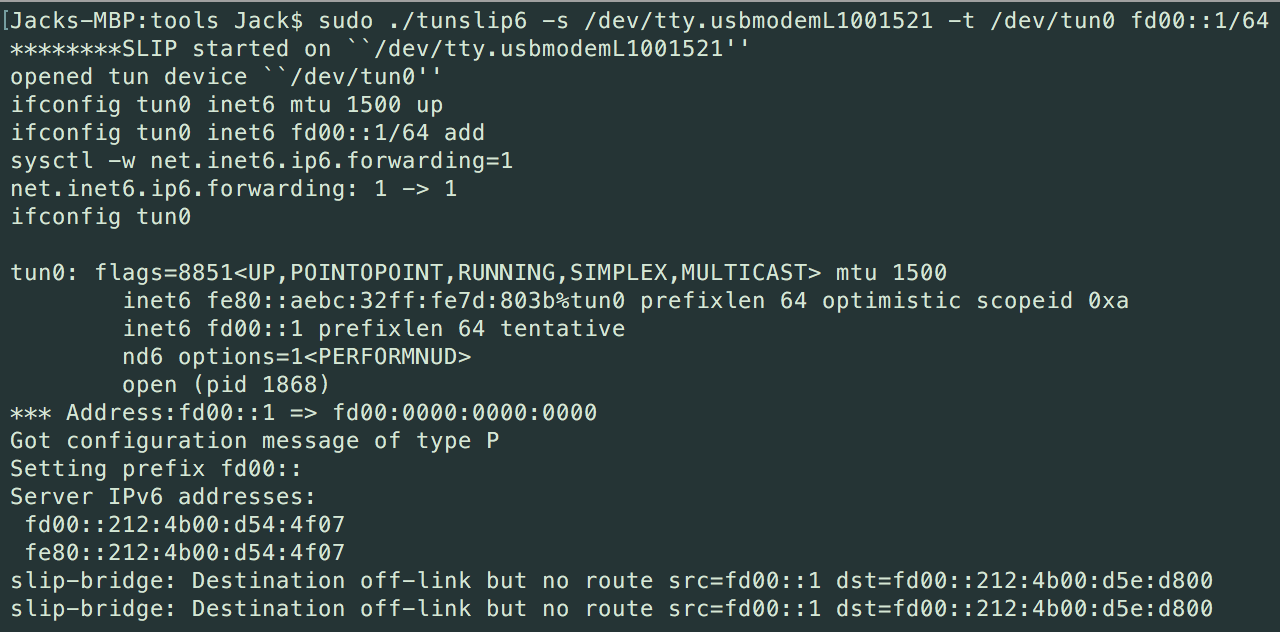 [Jacks-MBP:tools Jack$ sudo ./tunslip6 -s /dev/tty.usbmodemL1001521 -t /dev/tun0 fd00::1/64
********SLIP started on ``/dev/tty.usbmodemL1001521''
opened tun device ``/dev/tun0''
ifconfig tun0 inet6 mtu 1500 up
ifconfig tun0 inet6 fd00::1/64 add
sysctl -w net.inet6.ip6.forwarding=1
net.inet6.ip6.forwarding: 1 -> 1
ifconfig tun0

tun0: flags=8851<UP,POINTOPOINT,RUNNING,SIMPLEX,MULTICAST> mtu 1500
        inet6 fe80::aebc:32ff:fe7d:803b%tun0 prefixlen 64 optimistic scopeid 0xa
        inet6 fd00::1 prefixlen 64 tentative
        nd6 options=1<PERFORMNUD>
        open (pid 1868)
*** Address:fd00::1 => fd00:0000:0000:0000
Got configuration message of type P
Setting prefix fd00::
Server IPv6 addresses:
 fd00::212:4b00:d54:4f07
 fe80::212:4b00:d54:4f07
slip-bridge: Destination off-link but no route src=fd00::1 dst=fd00::212:4b00:d5e:d800
slip-bridge: Destination off-link but no route src=fd00::1 dst=fd00::212:4b00:d5e:d800